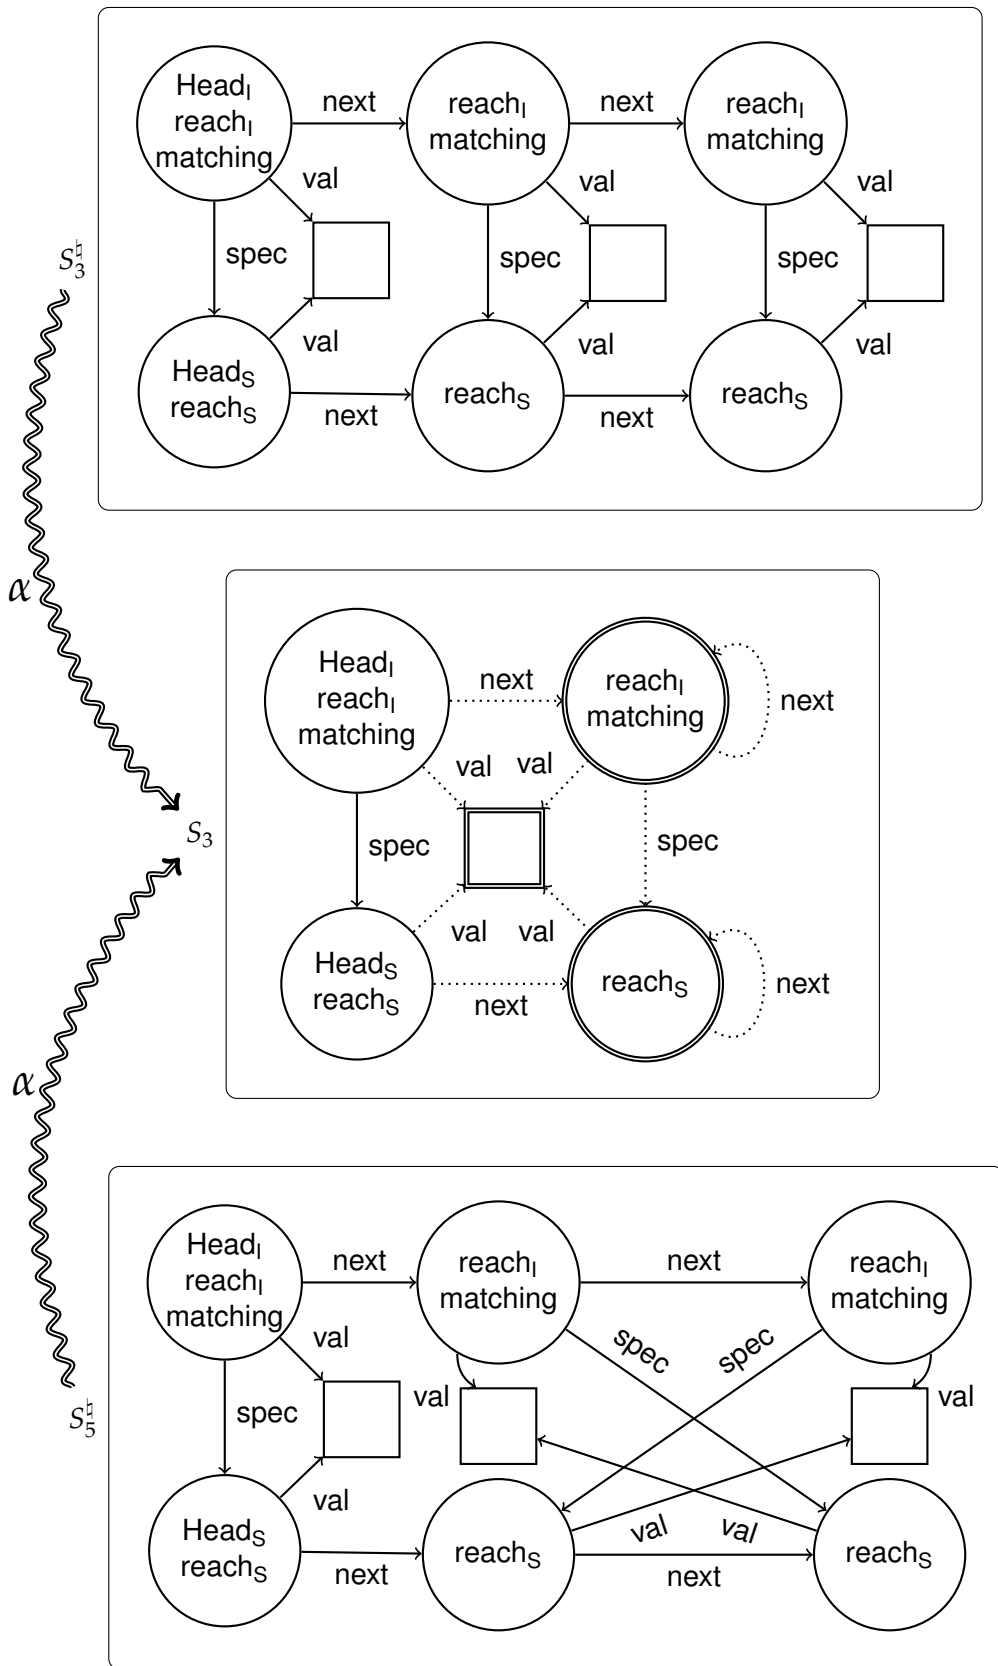 Head_I
reach_I
matching
next
reach_I
matching
next
reach_I
matching
val
val
val
S_3^♮
spec
spec
spec
val
val
val
Head_S
reach_S
next
reach_S
next
reach_S
α
Head_I
reach_I
matching
next
reach_I
matching
next
val
val
S_3
spec
spec
val
val
Head_S
reach_S
next
reach_S
next
α
Head_I
reach_I
matching
next
reach_I
matching
next
reach_I
matching
val
spec
spec
val
val
S_5^♮
spec
val
Head_S
reach_S
next
reach_S
val
val
next
reach_S